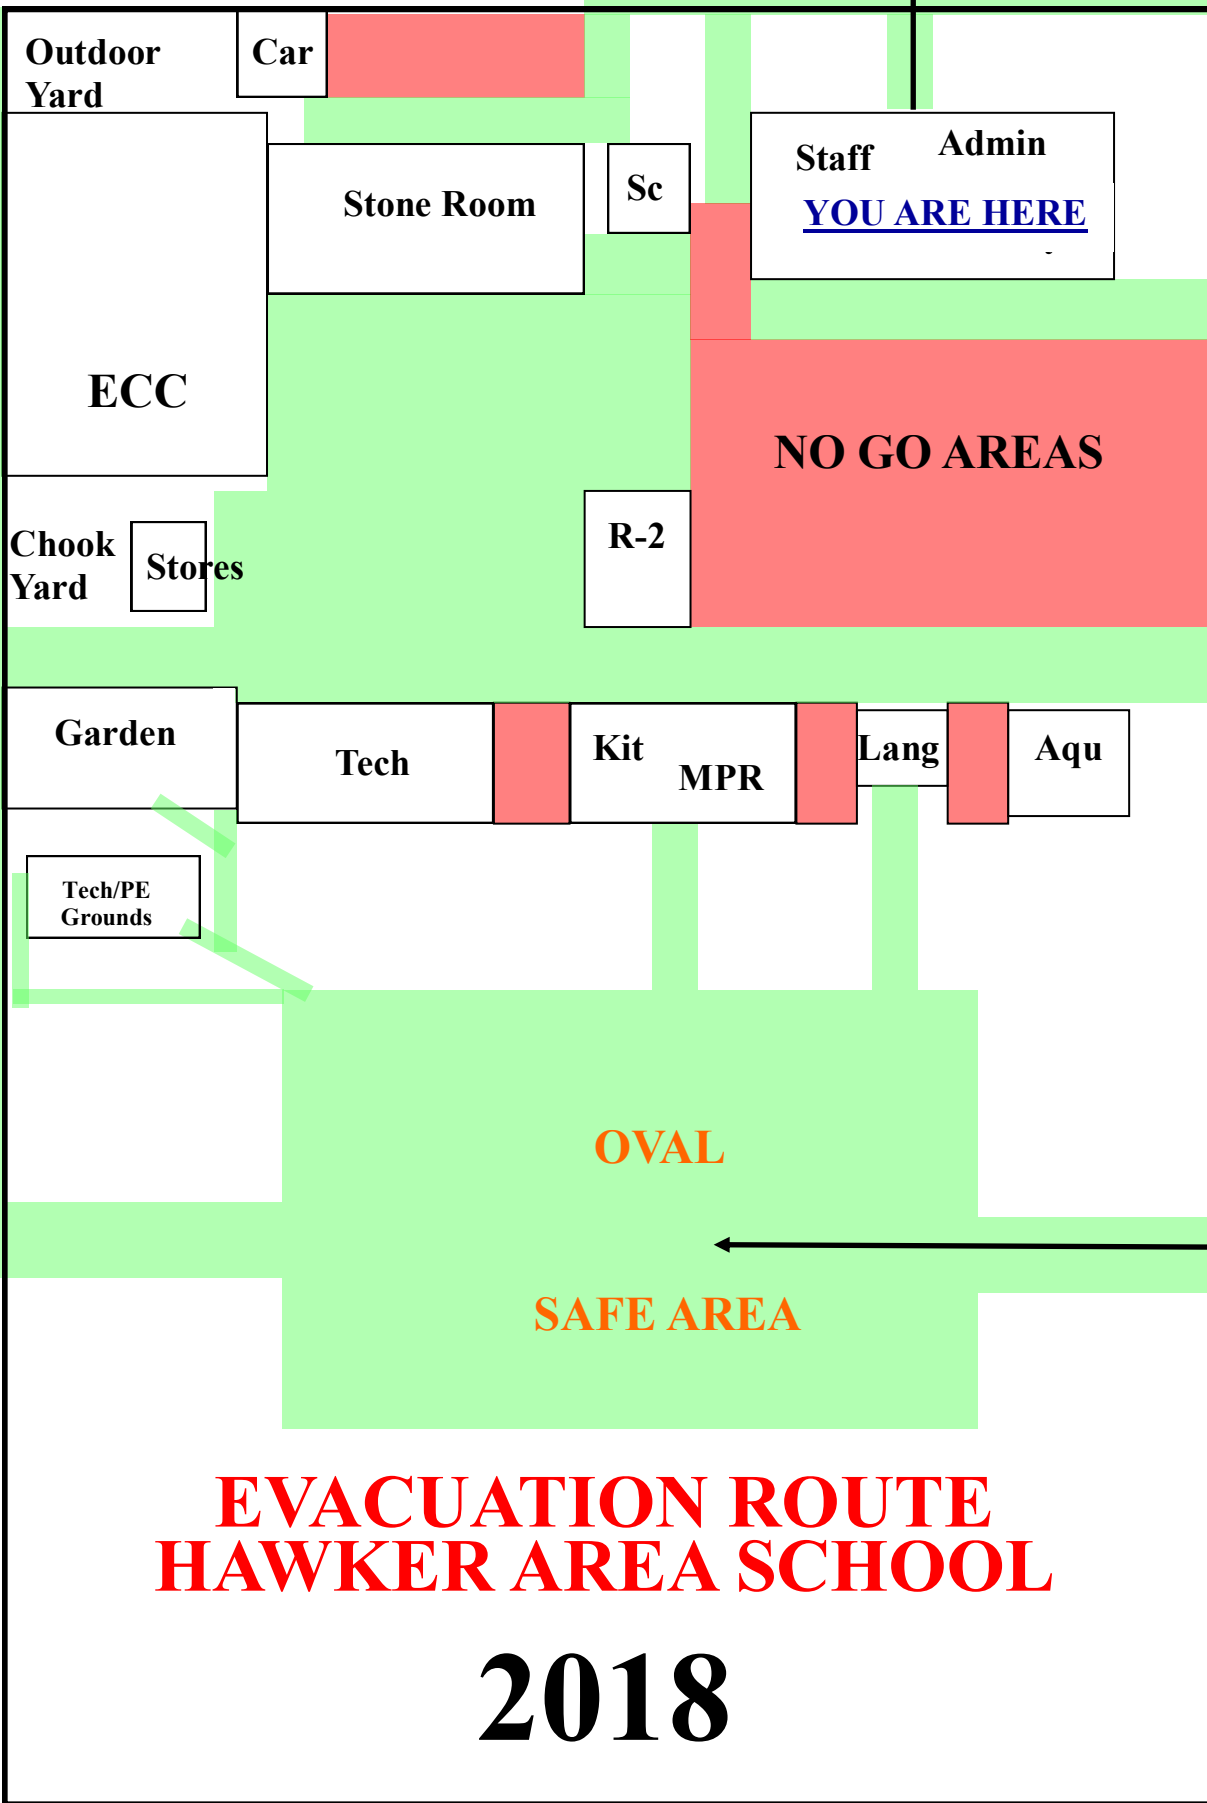 Outdoor
Yard
Car
Staff
Admin
YOU ARE HERE
Stone Room
Sc
ECC
NO GO AREAS
R-2
Chook
Yard
Stores
Garden
Tech
Kit
MPR
Lang
Aqu
Tech/PE
Grounds
OVAL
SAFE AREA
EVACUATION ROUTE
HAWKER AREA SCHOOL
2018